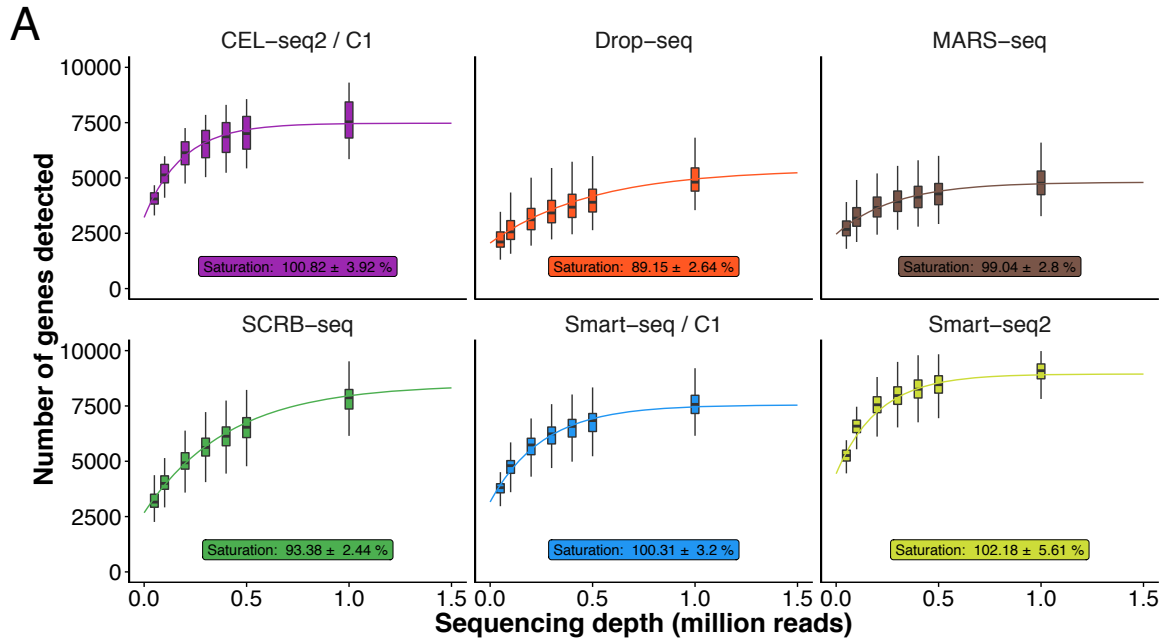 A
CEL−seq2 / C1
Drop−seq
MARS−seq
10000
7500
5000
2500
0
Saturation: 100.82 ± 3.92 %
Saturation: 89.15 ± 2.64 %
Saturation: 99.04 ± 2.8 %
Number of genes detected
SCRB−seq
Smart−seq / C1
Smart−seq2
10000
7500
5000
2500
0
Saturation: 93.38 ± 2.44 %
Saturation: 100.31 ± 3.2 %
Saturation: 102.18 ± 5.61 %
0.0 0.5 1.0 1.5
0.0 0.5 1.0 1.5
0.0 0.5 1.0 1.5
Sequencing depth (million reads)